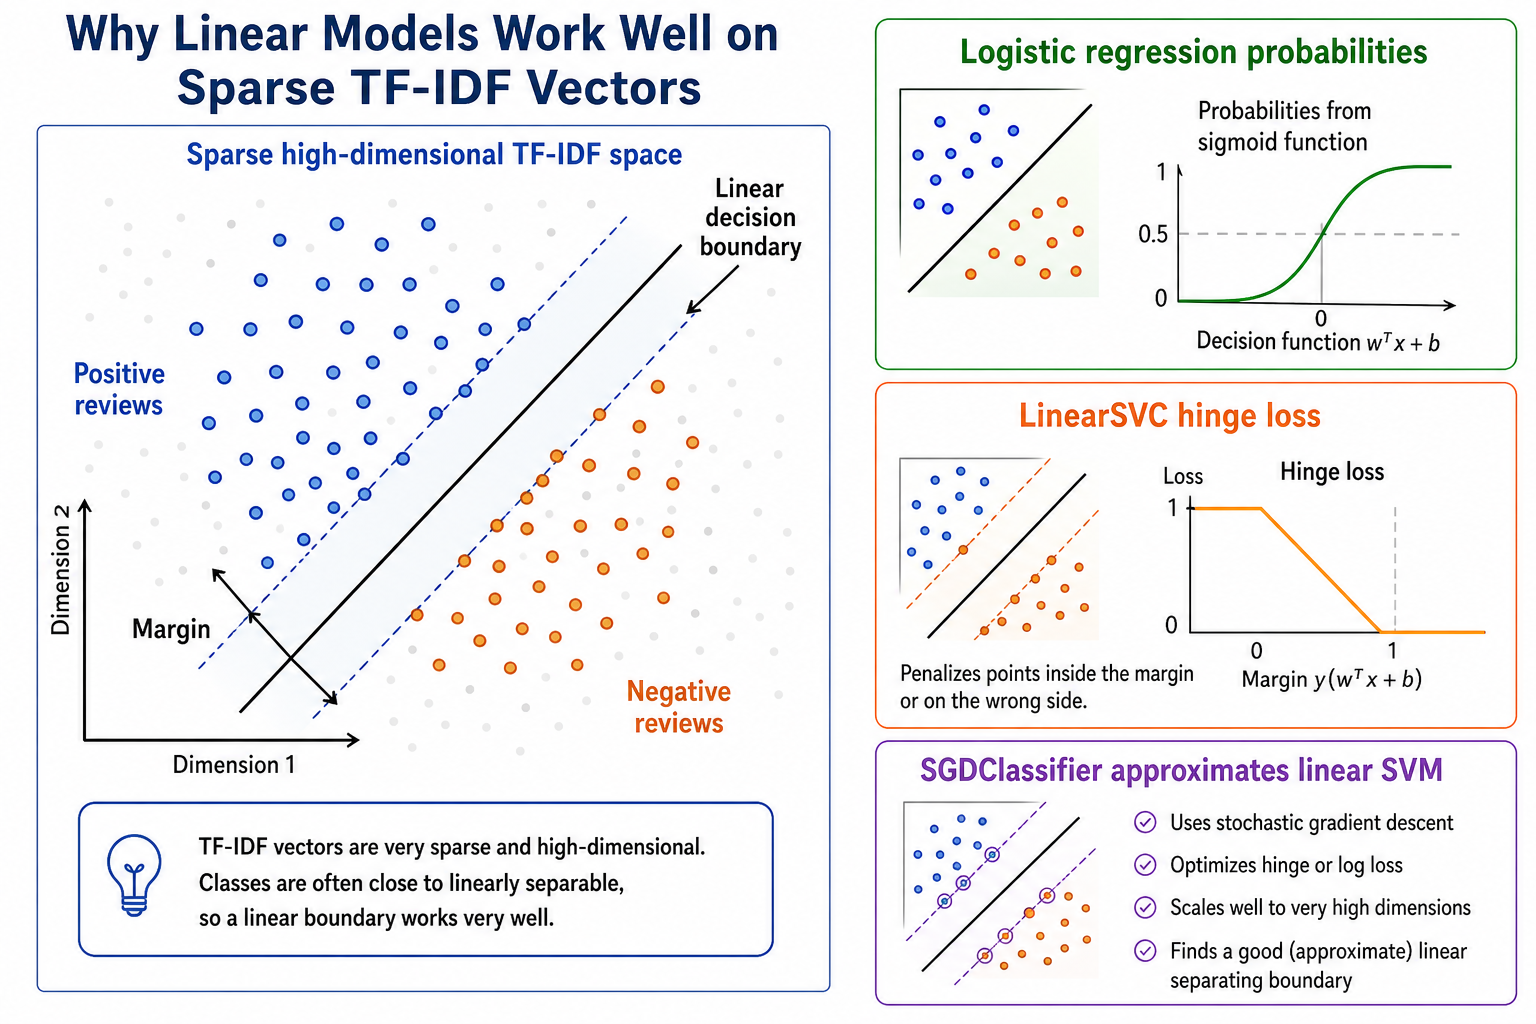 Why Linear Models Work Well on
Sparse TF-IDF Vectors
Sparse high-dimensional TF-IDF space
Linear
decision
boundary
Positive
reviews
Dimension 2
Margin
Negative
reviews
Dimension 1
TF-IDF vectors are very sparse and high-dimensional.
Classes are often close to linearly separable,
so a linear boundary works very well.
Logistic regression probabilities
Probabilities from
sigmoid function
1
0.5
0
0
Decision function wᵀx + b
LinearSVC hinge loss
Loss
Hinge loss
1
0
0
1
Margin y(wᵀx + b)
Penalizes points inside the margin
or on the wrong side.
SGDClassifier approximates linear SVM
Uses stochastic gradient descent
Optimizes hinge or log loss
Scales well to very high dimensions
Finds a good (approximate) linear
separating boundary